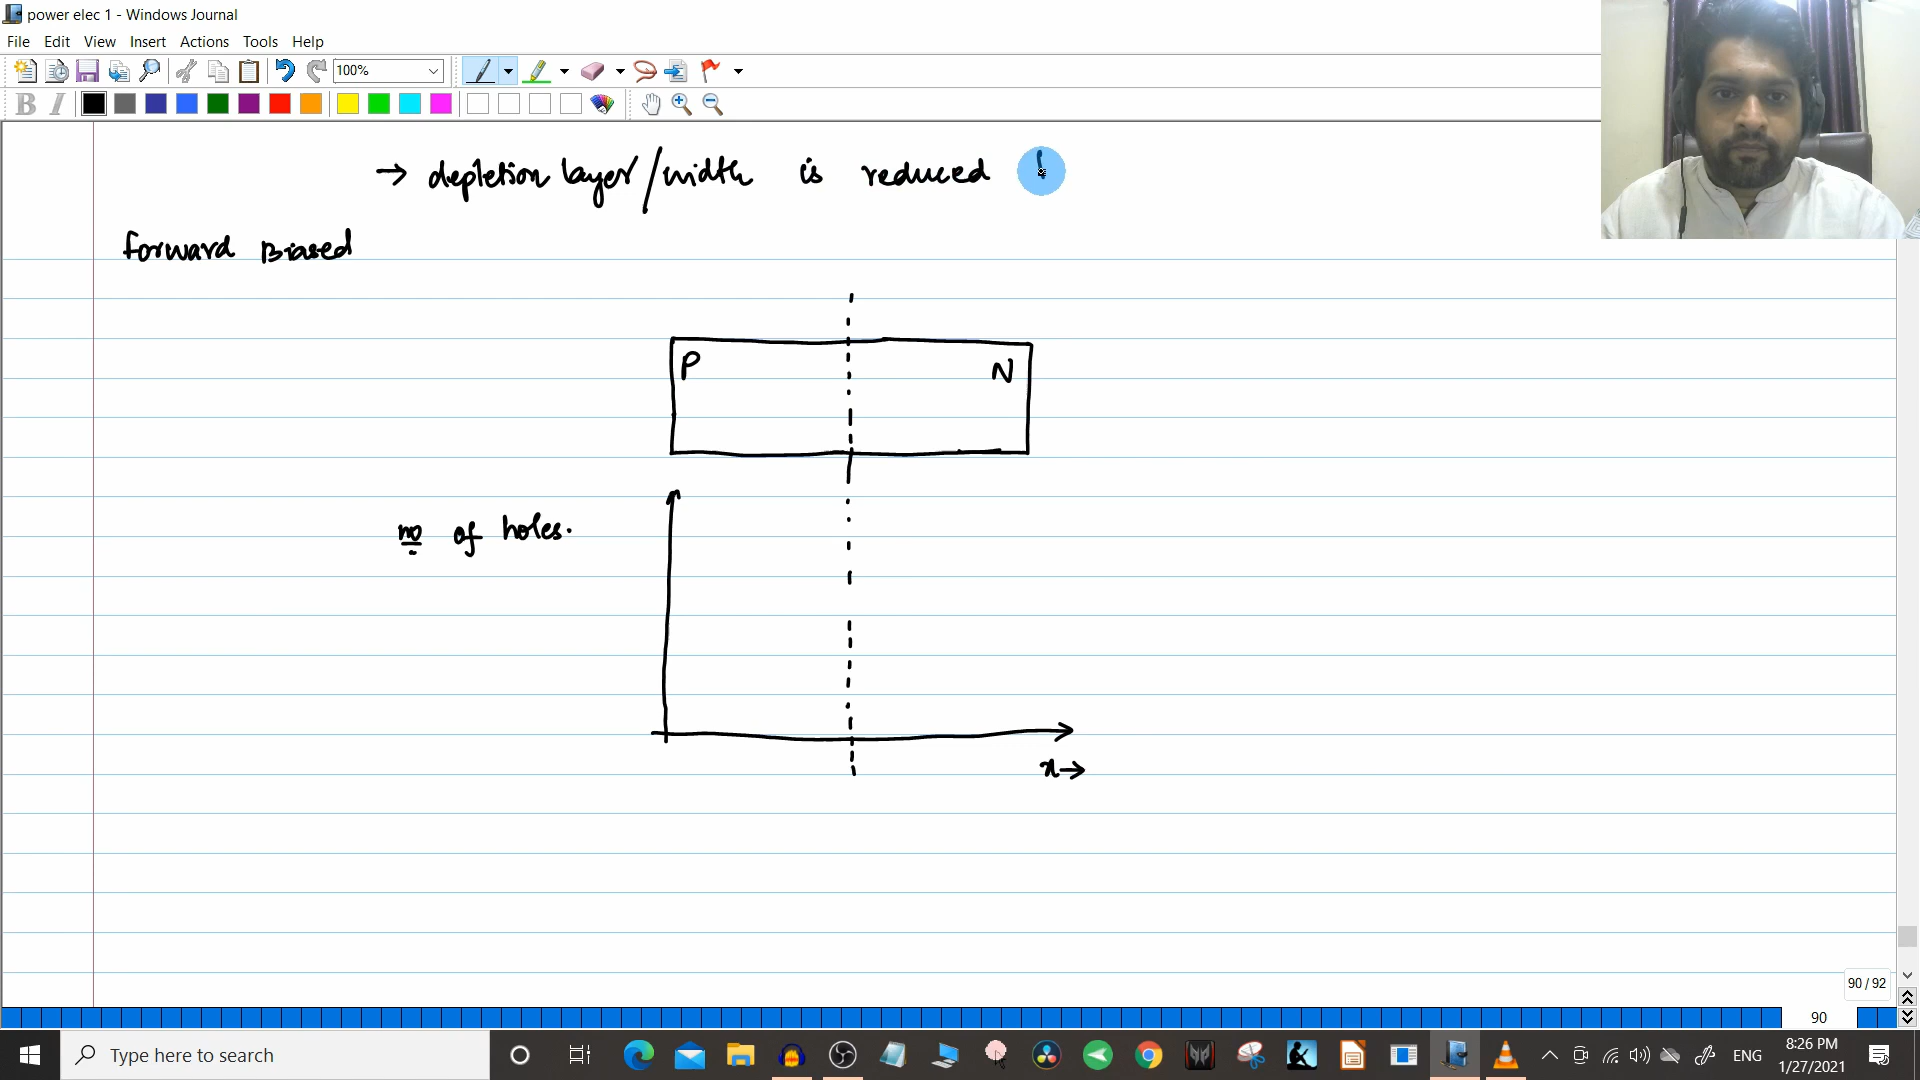 power elec 1 - Windows Journal
File Edit View Insert Actions Tools Help
100%
B I
→ depletion layer/width is reduced
Forward Biased
P N
no of holes.
x→
90 / 92
90
Type here to search
ENG
8:26 PM
1/27/2021